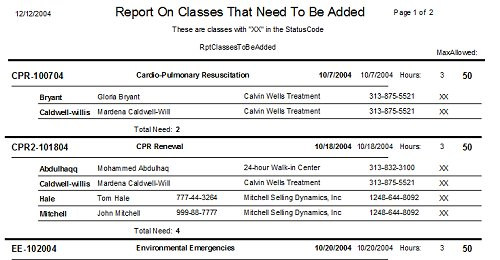 12/12/2004 Report On Classes That Need To Be Added Page 1 of 2
These are classes with "XX" in the StatusCode
RptClassesToBeAdded
MaxAllowed:
CPR-100704 Cardio-Pulmonary Resuscitation 10/7/2004 10/7/2004 Hours: 3 50
Bryant Gloria Bryant Calvin Wells Treatment 313-875-5521 XX
Caldwell-willis Mardena Caldwell-Will Calvin Wells Treatment 313-875-5521 XX
Total Need: 2
CPR2-101804 CPR Renewal 10/18/2004 10/18/2004 Hours: 3 50
Abdulhaqq Mohammed Abdulhaq 24-hour Walk-in Center 313-832-3100 XX
Caldwell-willis Mardena Caldwell-Will Calvin Wells Treatment 313-875-5521 XX
Hale Tom Hale 777-44-3264 Mitchell Selling Dynamics, Inc 1248-644-8092 XX
Mitchell John Mitchell 999-88-7777 Mitchell Selling Dynamics, Inc 1248-644-8092 XX
Total Need: 4
EE-102004 Environmental Emergencies 10/20/2004 10/20/2004 Hours: 3 50